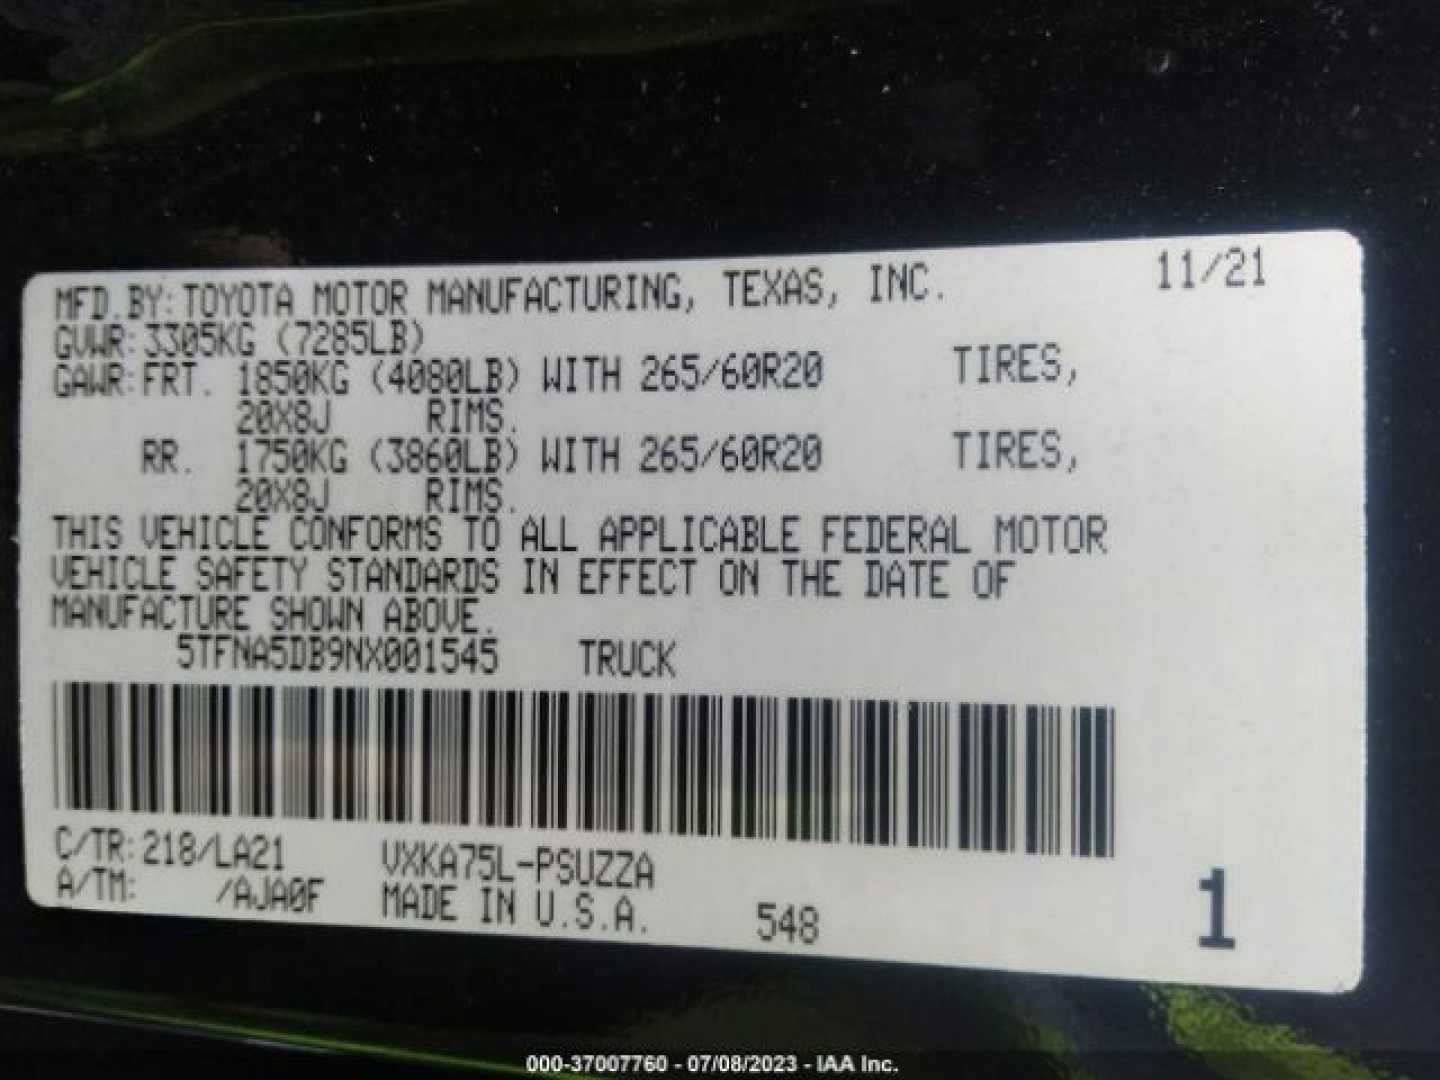 MFD.BY: TOYOTA MOTOR MANUFACTURING, TEXAS, INC. 11/21
GVWR: 3305KG (7285LB)
GAWR: FRT. 1850KG (4080LB) WITH 265/60R20 TIRES,
20X8J RIMS.
RR. 1750KG (3860LB) WITH 265/60R20 TIRES,
20X8J RIMS.
THIS VEHICLE CONFORMS TO ALL APPLICABLE FEDERAL MOTOR
VEHICLE SAFETY STANDARDS IN EFFECT ON THE DATE OF
MANUFACTURE SHOWN ABOVE.
5TFNA5DB9NX001545 TRUCK
C/TR: 218/LA21 VXKA75L-PSUZZA
A/TM: /AJA0F MADE IN U.S.A. 548 1
000-37007760 - 07/08/2023 - IAA Inc.